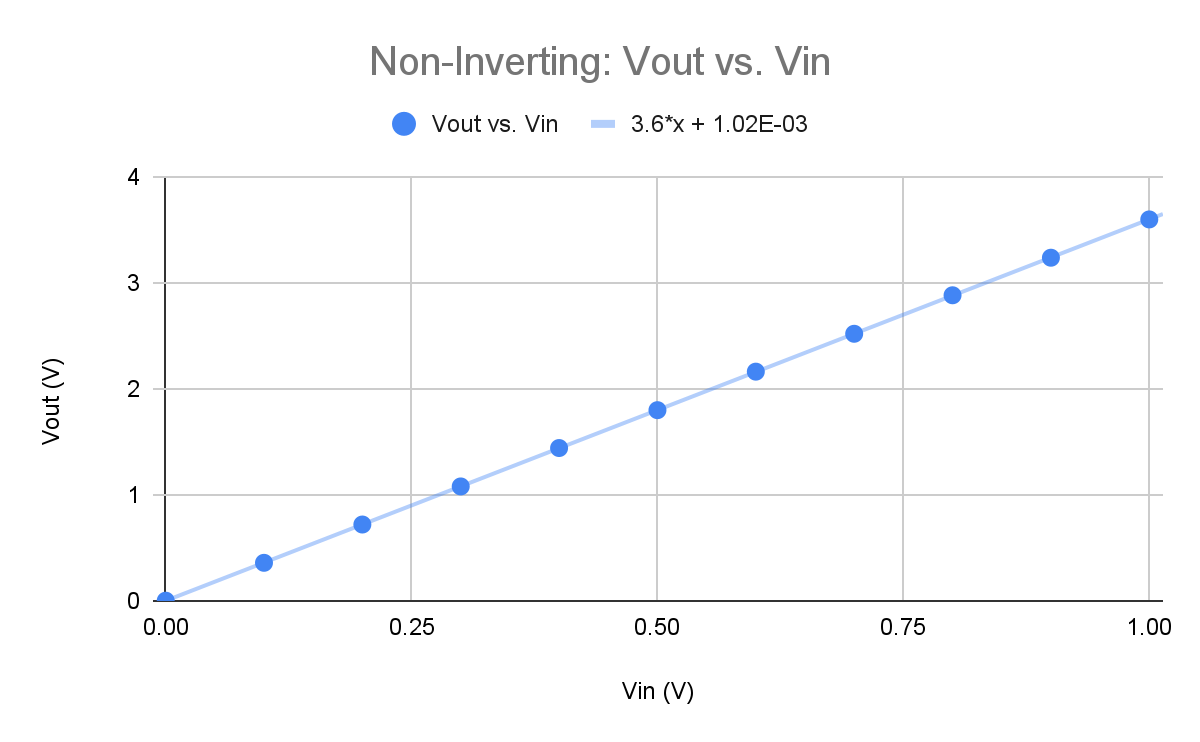 Non-Inverting: Vout vs. Vin
Vout vs. Vin 3.6*x + 1.02E-03
4
3
2
1
0
Vout (V)
0.00 0.25 0.50 0.75 1.00
Vin (V)